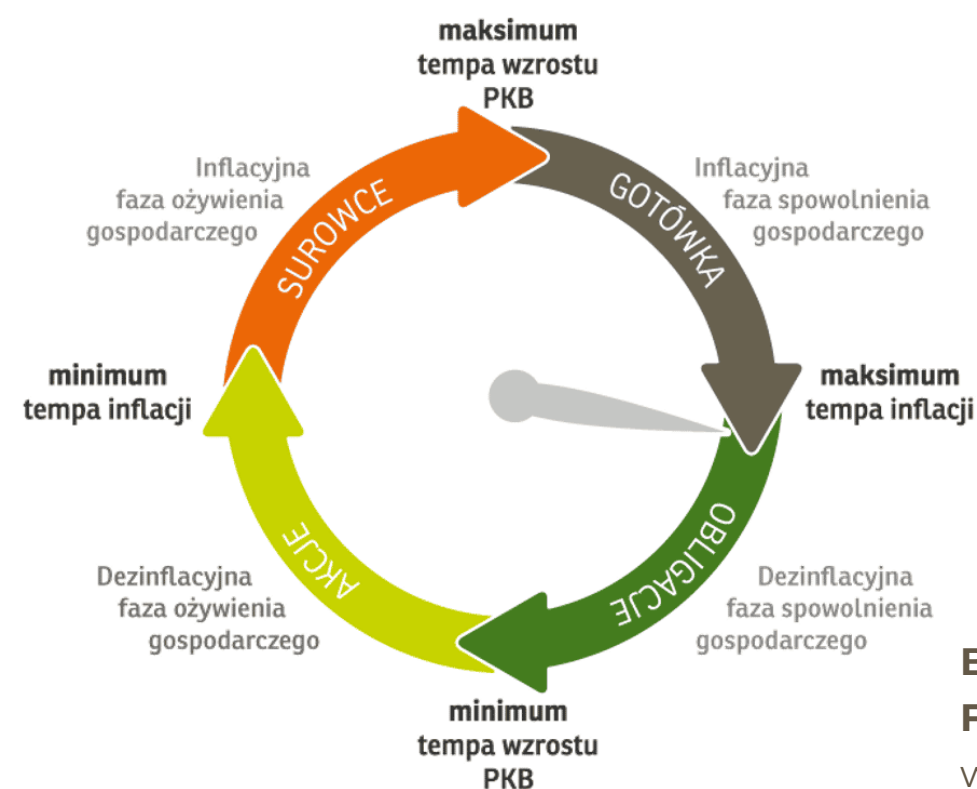 maksimum
tempa wzrostu
PKB
Inflacyjna
faza ożywienia
gospodarczego
SUROWCE
GOTÓWKA
Inflacyjna
faza spowolnienia
gospodarczego
minimum
tempa inflacji
maksimum
tempa inflacji
Dezinflacyjna
faza ożywienia
gospodarczego
AKCJE
OBLIGACJE
Dezinflacyjna
faza spowolnienia
gospodarczego
minimum
tempa wzrostu
PKB